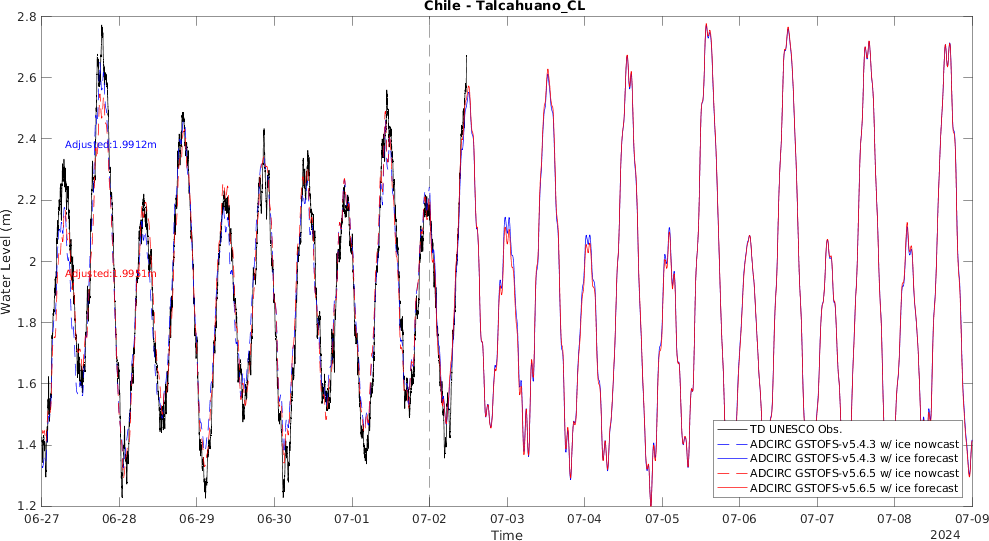 Chile - Talcahuano_CL
2.8
2.6
2.4
2.2
2
1.8
1.6
1.4
1.2
Water Level (m)
Adjusted:1.9912m
Adjusted:1.9951m
TD UNESCO Obs.
ADCIRC GSTOFS-v5.4.3 w/ ice nowcast
ADCIRC GSTOFS-v5.4.3 w/ ice forecast
ADCIRC GSTOFS-v5.6.5 w/ ice nowcast
ADCIRC GSTOFS-v5.6.5 w/ ice forecast
06-27 06-28 06-29 06-30 07-01 07-02 07-03 07-04 07-05 07-06 07-07 07-08 07-09
Time
2024